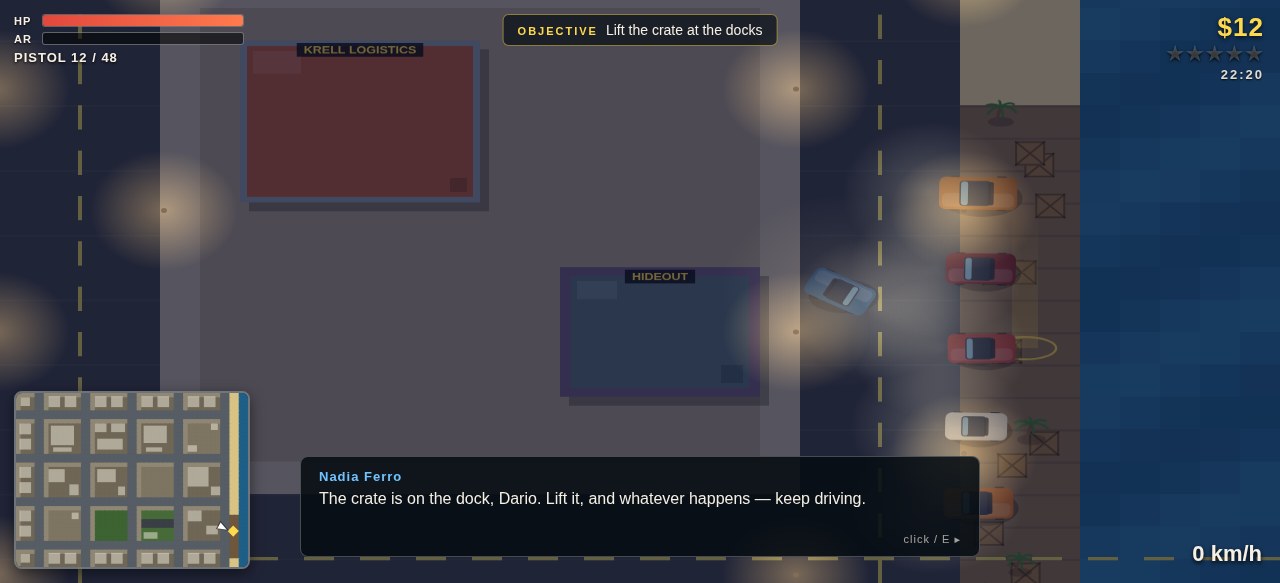 HP
AR
PISTOL 12 / 48
KRELL LOGISTICS
OBJECTIVE Lift the crate at the docks
$12
★★★★★
22:20
HIDEOUT
Nadia Ferro
The crate is on the dock, Dario. Lift it, and whatever happens — keep driving.
click / E ▸
0 km/h